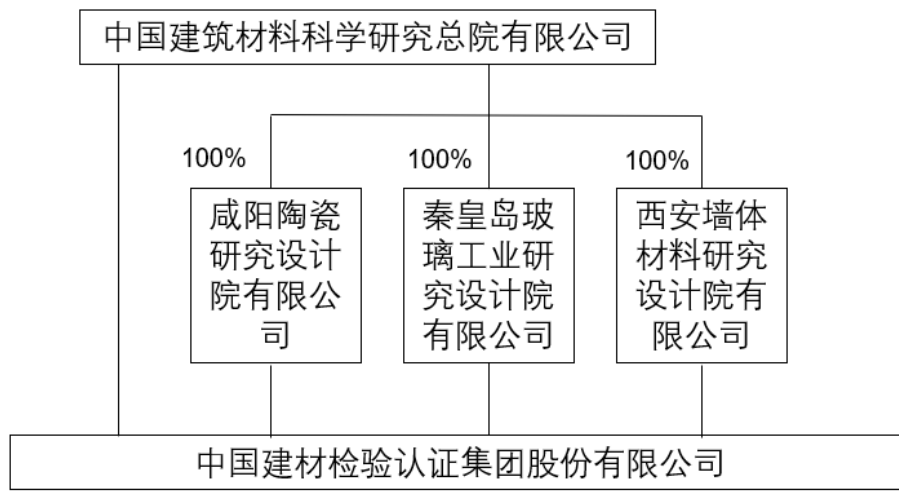 中国建筑材料科学研究总院有限公司
100%
100%
100%
咸阳陶瓷
研究设计
院有限公
司
秦皇岛玻
璃工业研
究设计院
有限公司
西安墙体
材料研究
设计院有
限公司
中国建材检验认证集团股份有限公司